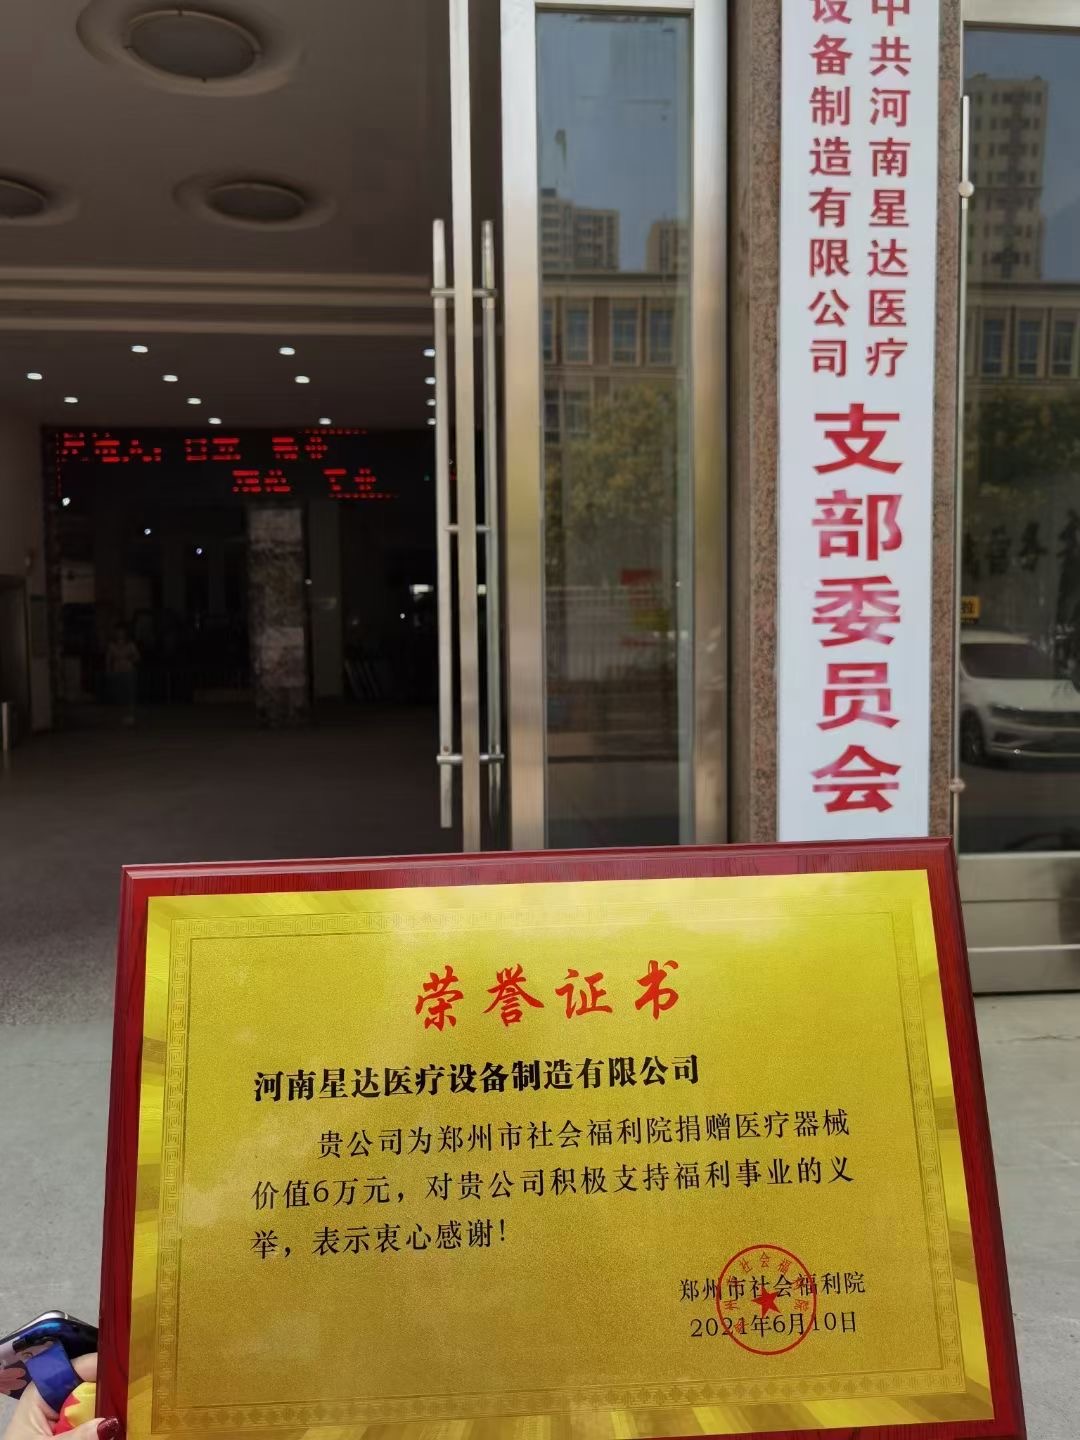 中共河南星达医疗
设备制造有限公司
支部委员会
荣誉证书
河南星达医疗设备制造有限公司
贵公司为郑州市社会福利院捐赠医疗器械
价值6万元，对贵公司积极支持福利事业的义
举，表示衷心感谢！
郑州市社会福利院
2021年6月10日